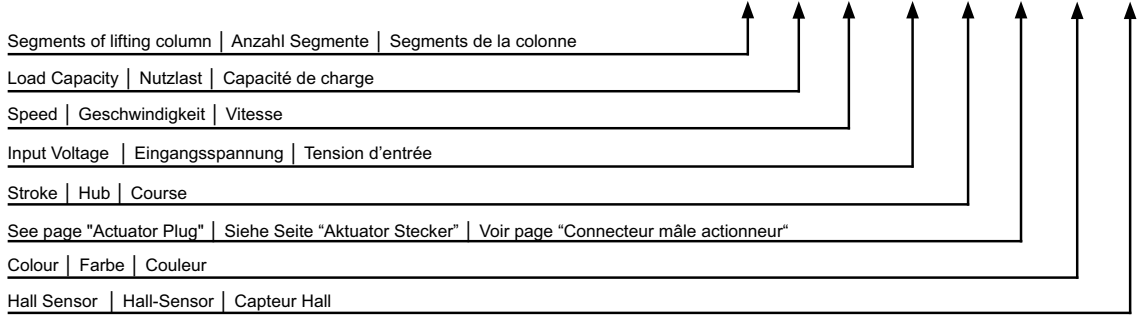 Segments of lifting column | Anzahl Segmente | Segments de la colonne
Load Capacity | Nutzlast | Capacité de charge
Speed | Geschwindigkeit | Vitesse
Input Voltage | Eingangsspannung | Tension d’entrée
Stroke | Hub | Course
See page "Actuator Plug" | Siehe Seite “Aktuator Stecker” | Voir page “Connecteur mâle actionneur“
Colour | Farbe | Couleur
Hall Sensor | Hall-Sensor | Capteur Hall